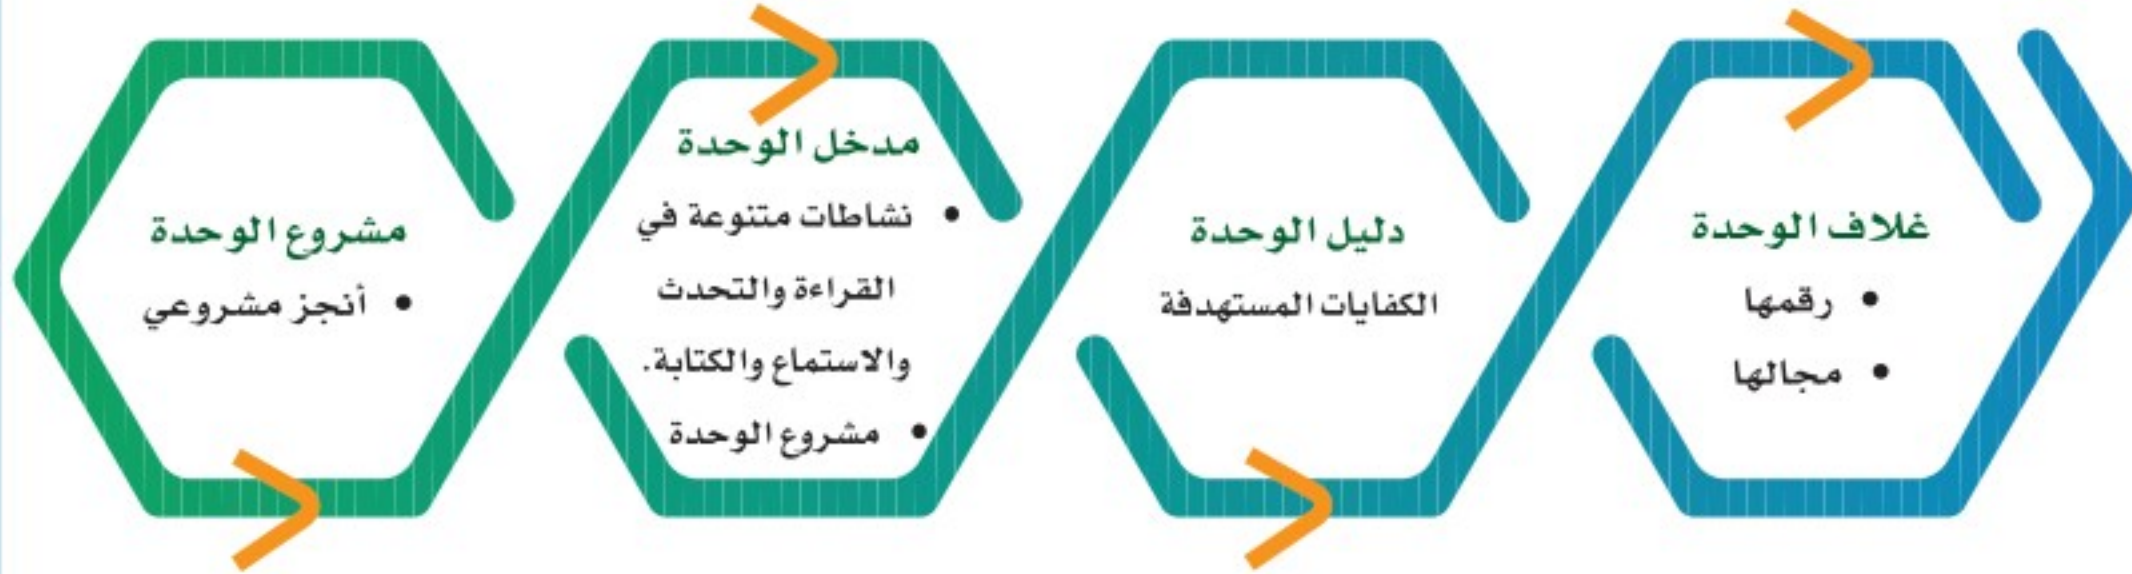 غلاف الوحدة
• رقمها
• مجالها
دليل الوحدة
الكفايات المستهدفة
مدخل الوحدة
• نشاطات متنوعة في
القراءة والتحدث
والاستماع والكتابة.
• مشروع الوحدة
مشروع الوحدة
• أنجز مشروعي